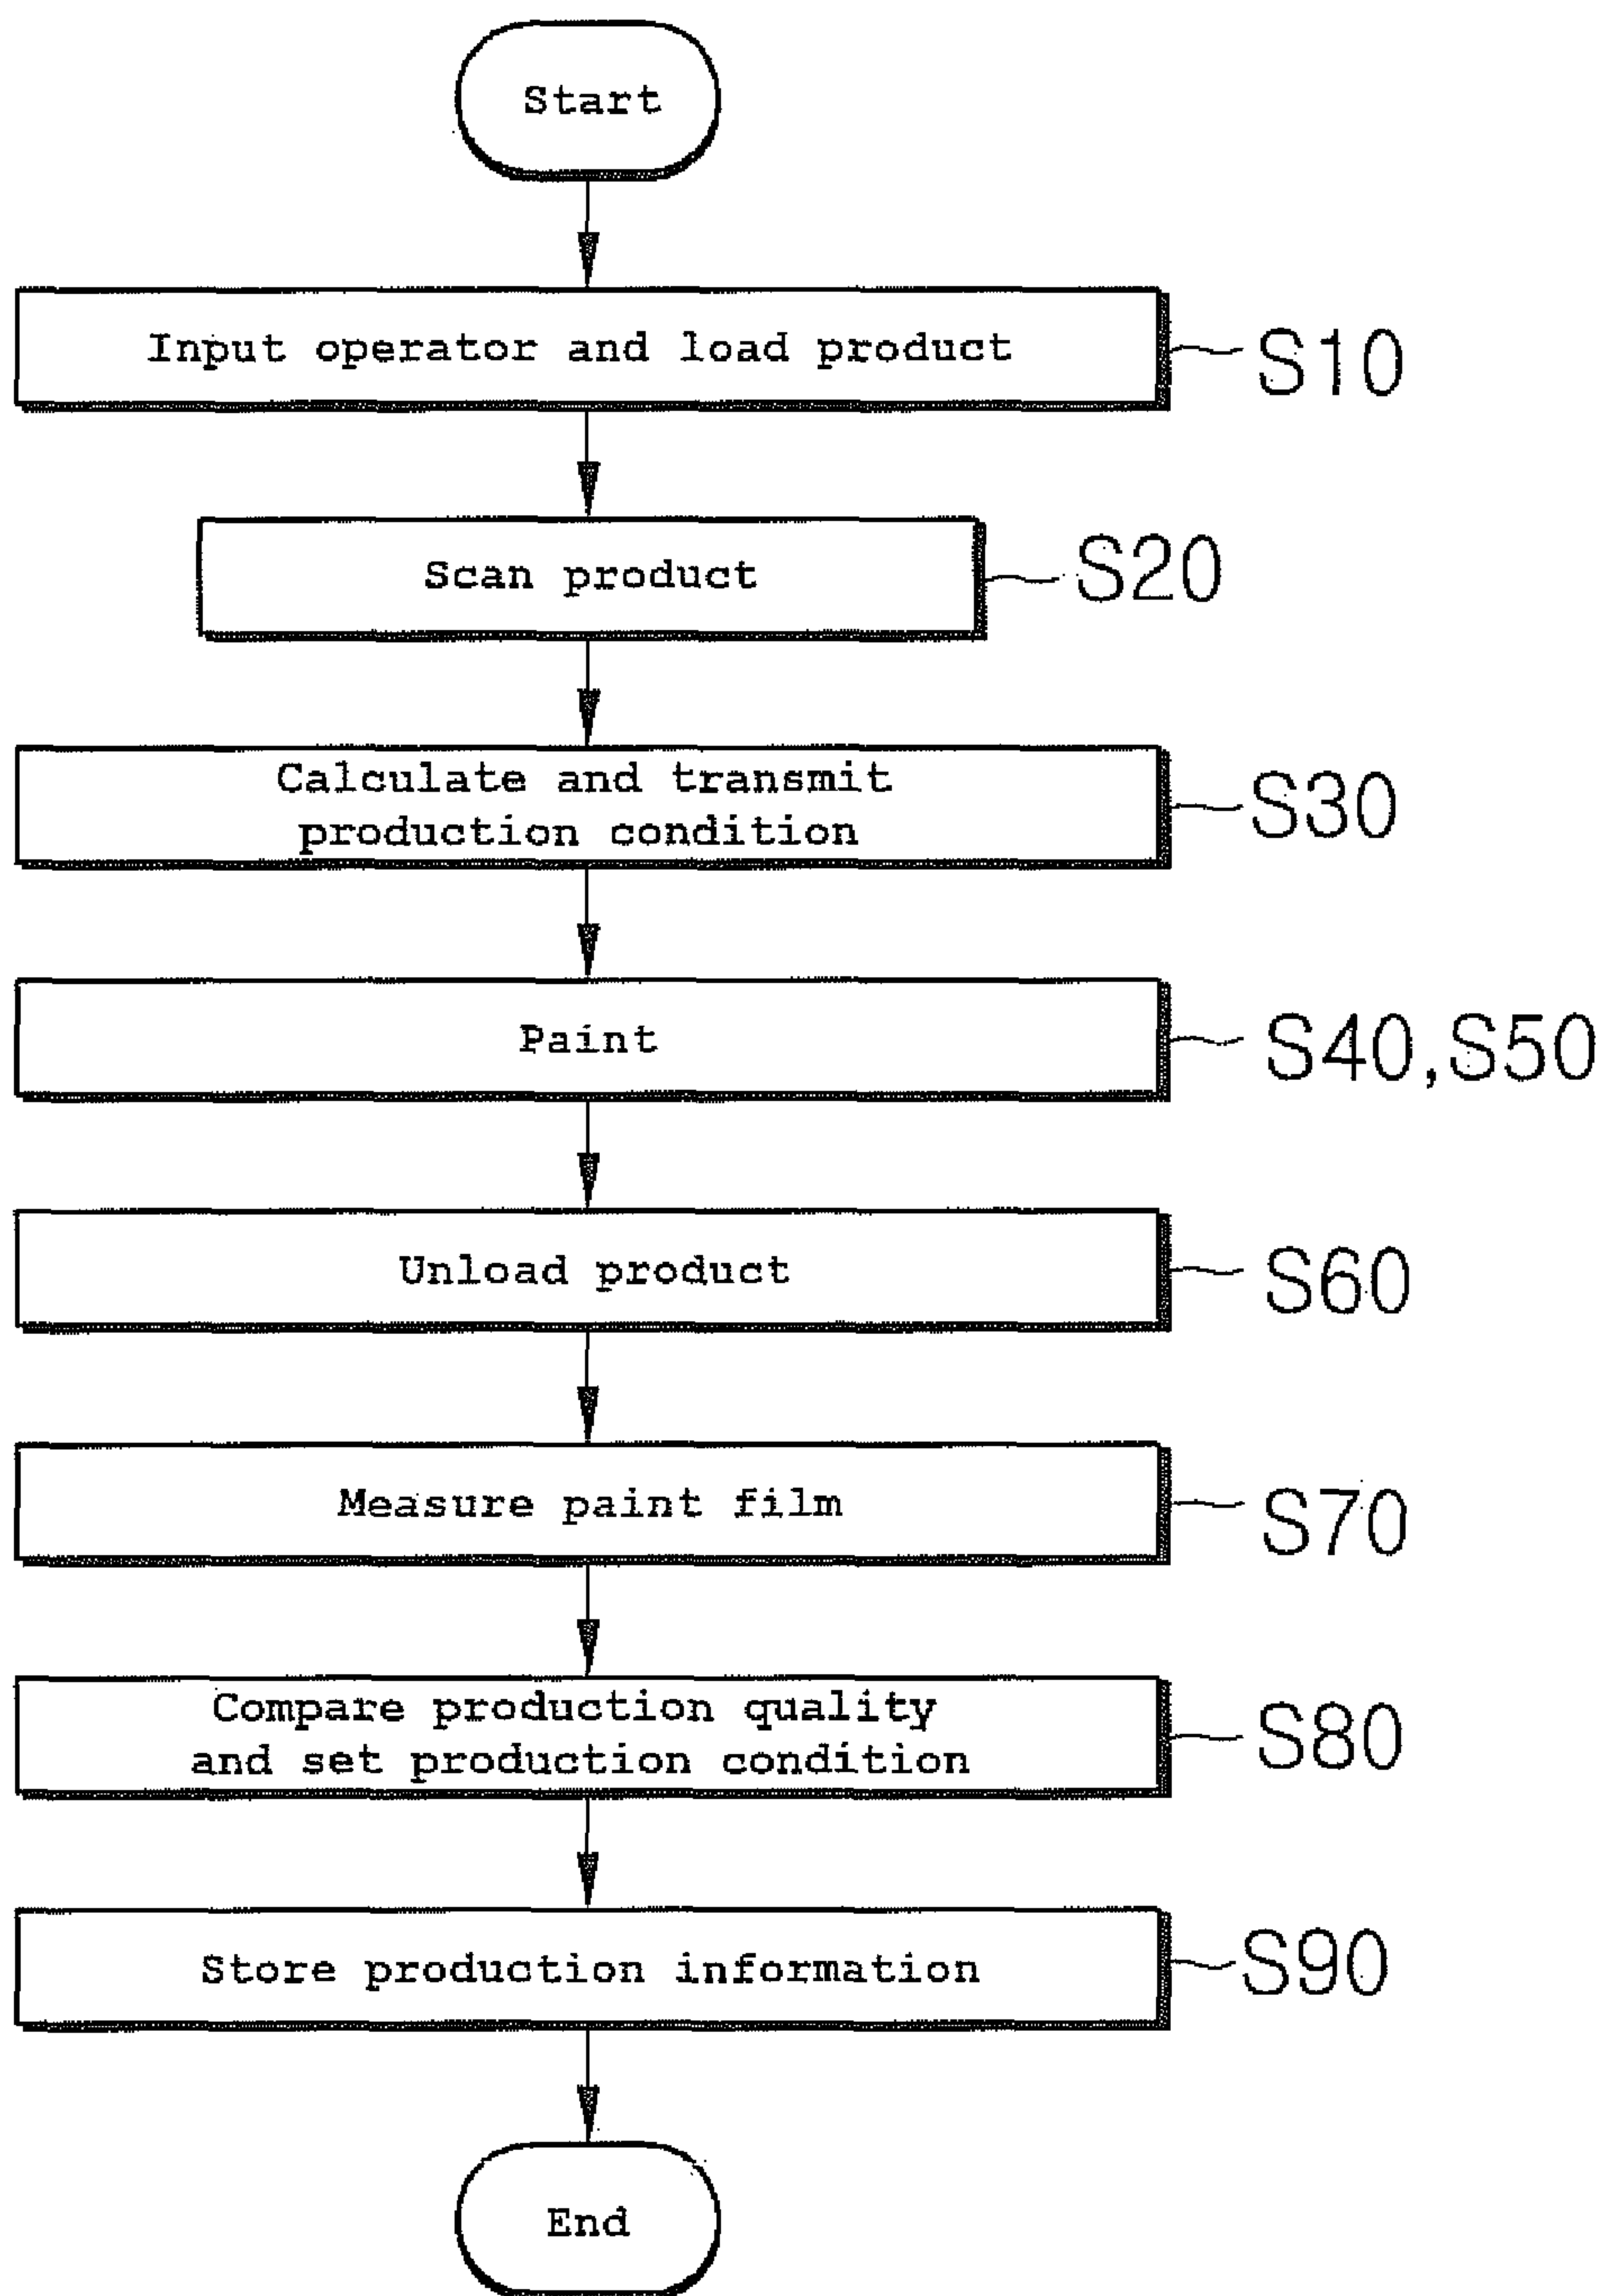 Start
Input operator and load product
S10
Scan product
S20
Calculate and transmit
production condition
S30
Paint
S40,S50
Unload product
S60
Measure paint film
S70
Compare production quality
and set production condition
S80
Store production information
S90
End